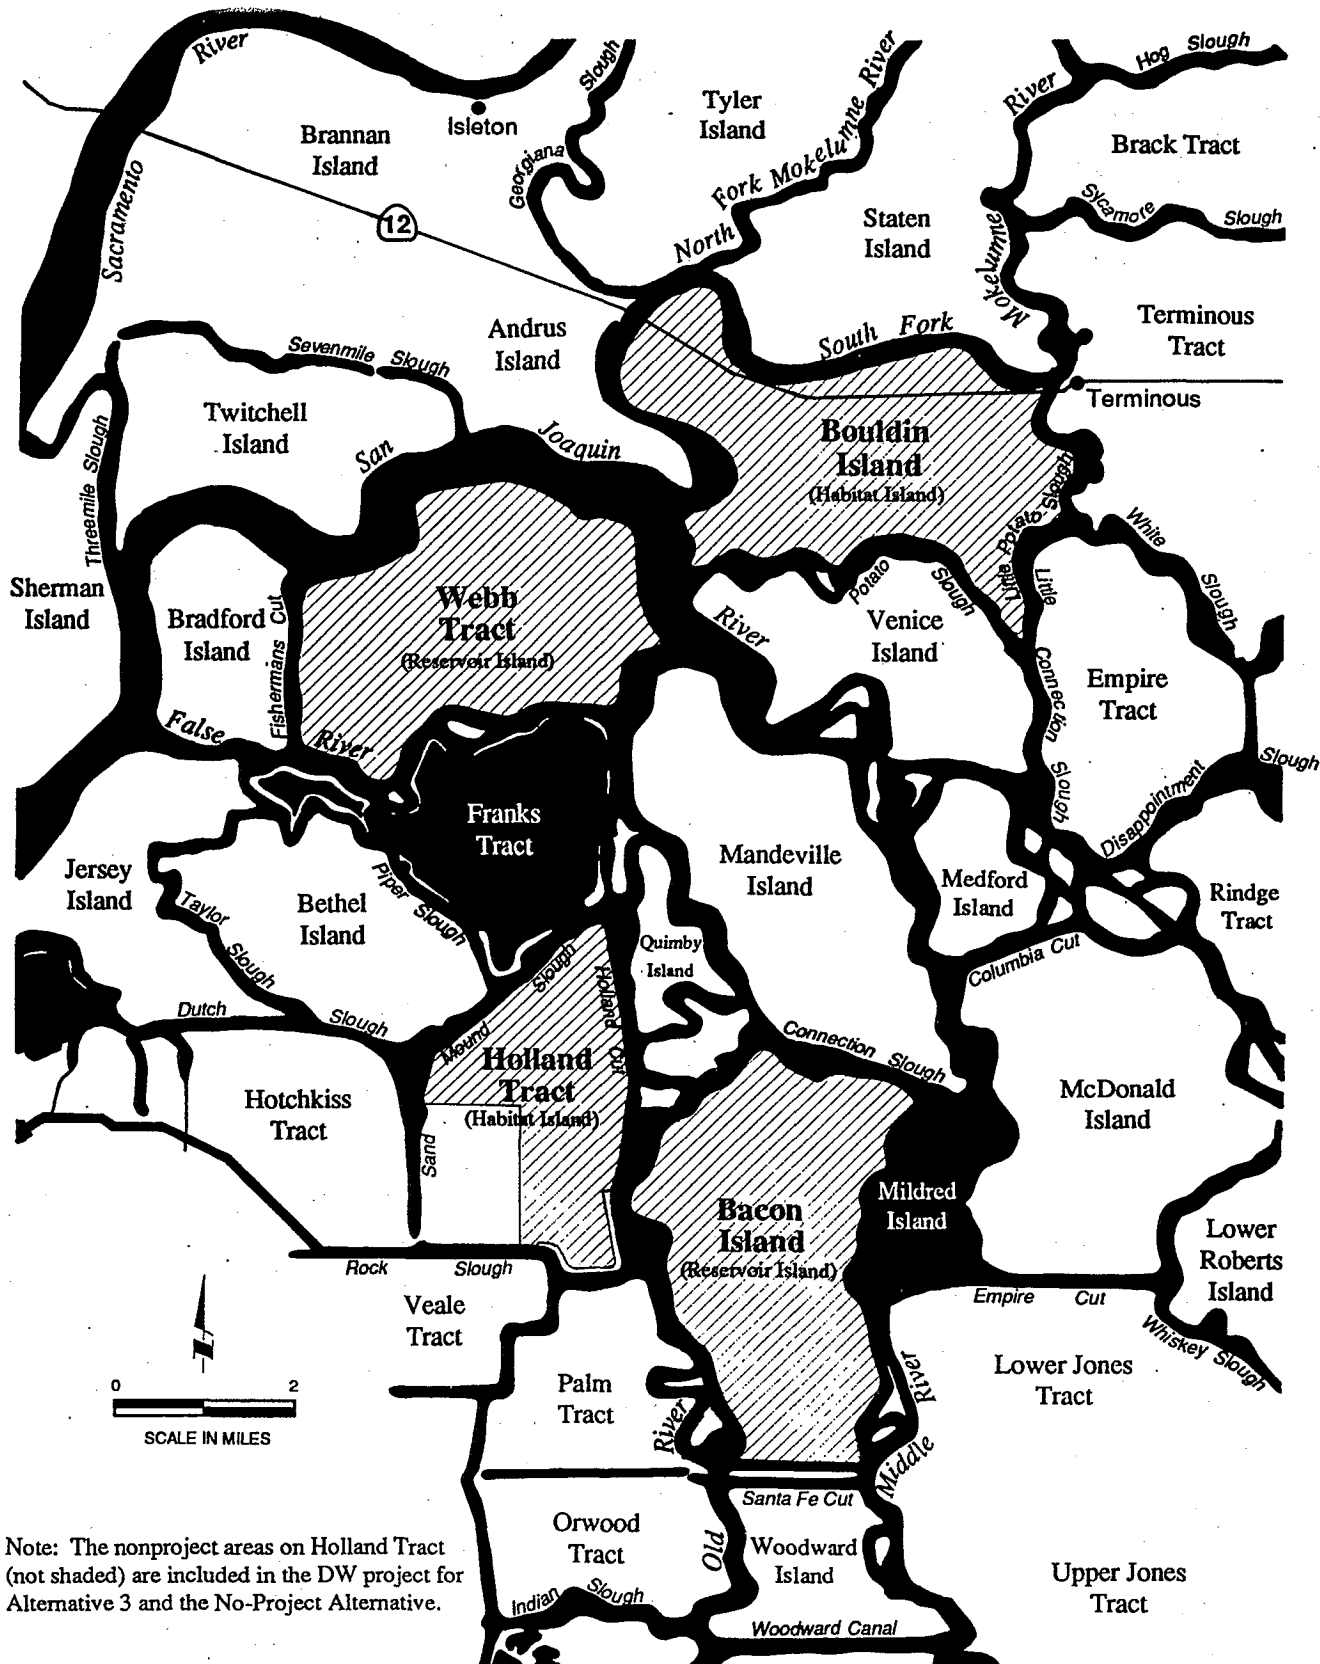 River
Slough
River
Hog Slough
Isleton
Tyler
Island
River
Brannan
Island
Brack Tract
Georgiana
Fork Mokelumne
Sacramento
12
Sycamore
Slough
Staten
Island
North
Mokelumne
Andrus
Island
South Fork
Terminous
Tract
Sevenmile Slough
Terminous
Twitchell
Island
San
Joaquin
Bouldin
Island
(Habitat Island)
Threemile Slough
Little Potato Slough
White
Slough
Sherman
Island
Bradford
Island
Fishermans Cut
Webb
Tract
(Reservoir Island)
River
Potato
Slough
Venice
Island
Little
Connection
Slough
Empire
Tract
False
River
Slough
Disappointment
Franks
Tract
Mandeville
Island
Jersey
Island
Taylor
Slough
Bethel
Island
Piper Slough
Medford
Island
Rindge
Tract
Quimby
Island
Columbia Cut
Slough
Mound
Holland
Cut
Dutch
Slough
Connection Slough
Holland
Tract
(Habitat Island)
Hotchkiss
Tract
McDonald
Island
Sand
Mildred
Island
Bacon
Island
(Reservoir Island)
Lower
Roberts
Island
Rock
Slough
Empire Cut
Whiskey Slough
Veale
Tract
N
0 2
SCALE IN MILES
Palm
Tract
River
River
Lower Jones
Tract
Middle
Santa Fe Cut
Orwood
Tract
Old
Woodward
Island
Upper Jones
Tract
Indian Slough
Woodward Canal
Note: The nonproject areas on Holland Tract
(not shaded) are included in the DW project for
Alternative 3 and the No-Project Alternative.